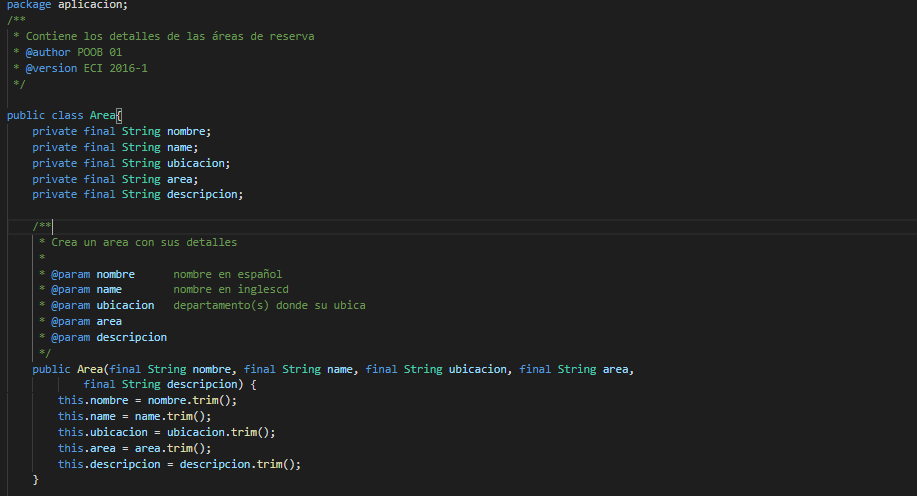 package aplicacion;
/**
 * Contiene los detalles de las áreas de reserva
 * @author POOB 01
 * @version ECI 2016-1
 */
public class Area{
    private final String nombre;
    private final String name;
    private final String ubicacion;
    private final String area;
    private final String descripcion;
    /**
     * Crea un area con sus detalles
     *
     * @param nombre      nombre en español
     * @param name        nombre en inglescd
     * @param ubicacion   departamento(s) donde su ubica
     * @param area
     * @param descripcion
     */
    public Area(final String nombre, final String name, final String ubicacion, final String area,
            final String descripcion) {
        this.nombre = nombre.trim();
        this.name = name.trim();
        this.ubicacion = ubicacion.trim();
        this.area = area.trim();
        this.descripcion = descripcion.trim();
    }